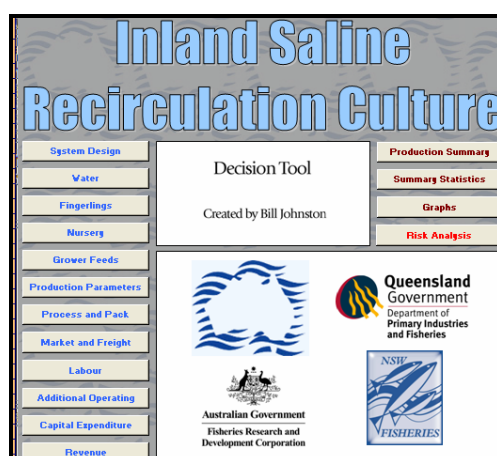 Inland Saline
Recirculation Culture
System Design
Water
Fingerlings
Nursery
Grower Feeds
Production Parameters
Process and Pack
Market and Freight
Labour
Additional Operating
Capital Expenditure
Revenue
Decision Tool
Created by Bill Johnston
Production Summary
Summary Statistics
Graphs
Risk Analysis
Queensland
Government
Department of
Primary Industries
and Fisheries
Australian Government
Fisheries Research and
Development Corporation
NSW
FISHERIES